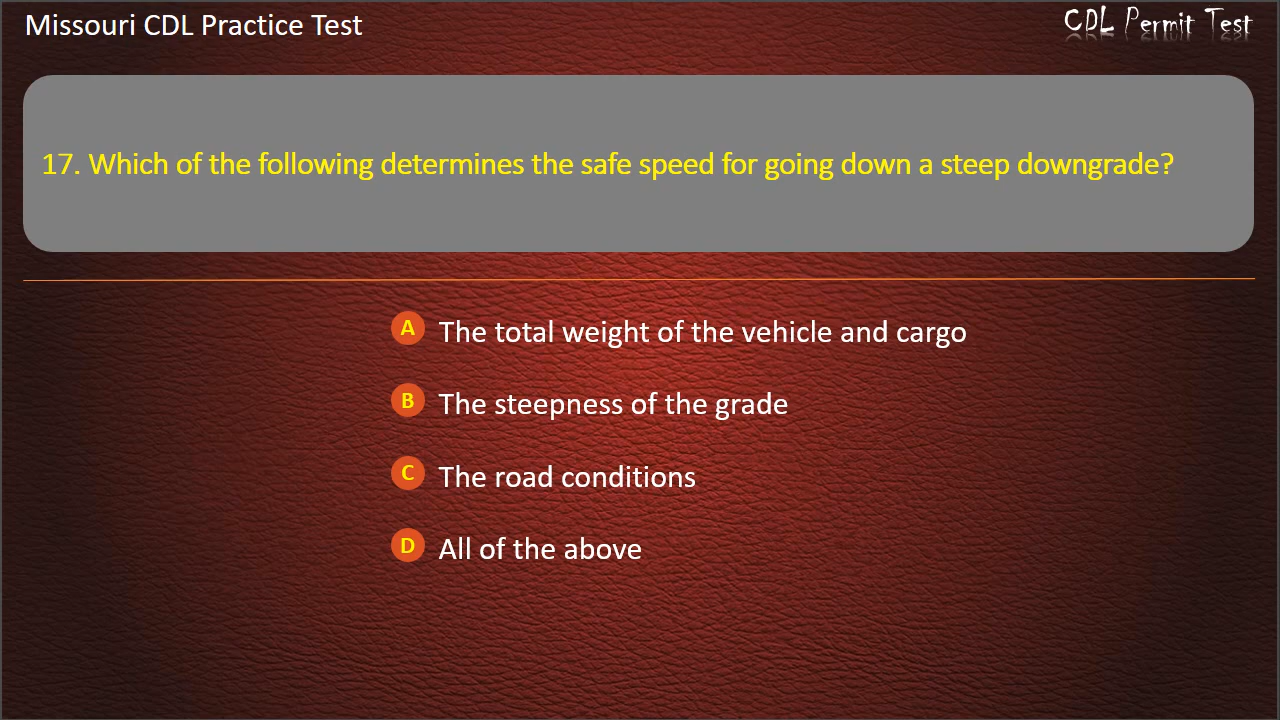 Missouri CDL Practice Test
CDL Permit Test
17. Which of the following determines the safe speed for going down a steep downgrade?
A The total weight of the vehicle and cargo
B The steepness of the grade
C The road conditions
D All of the above